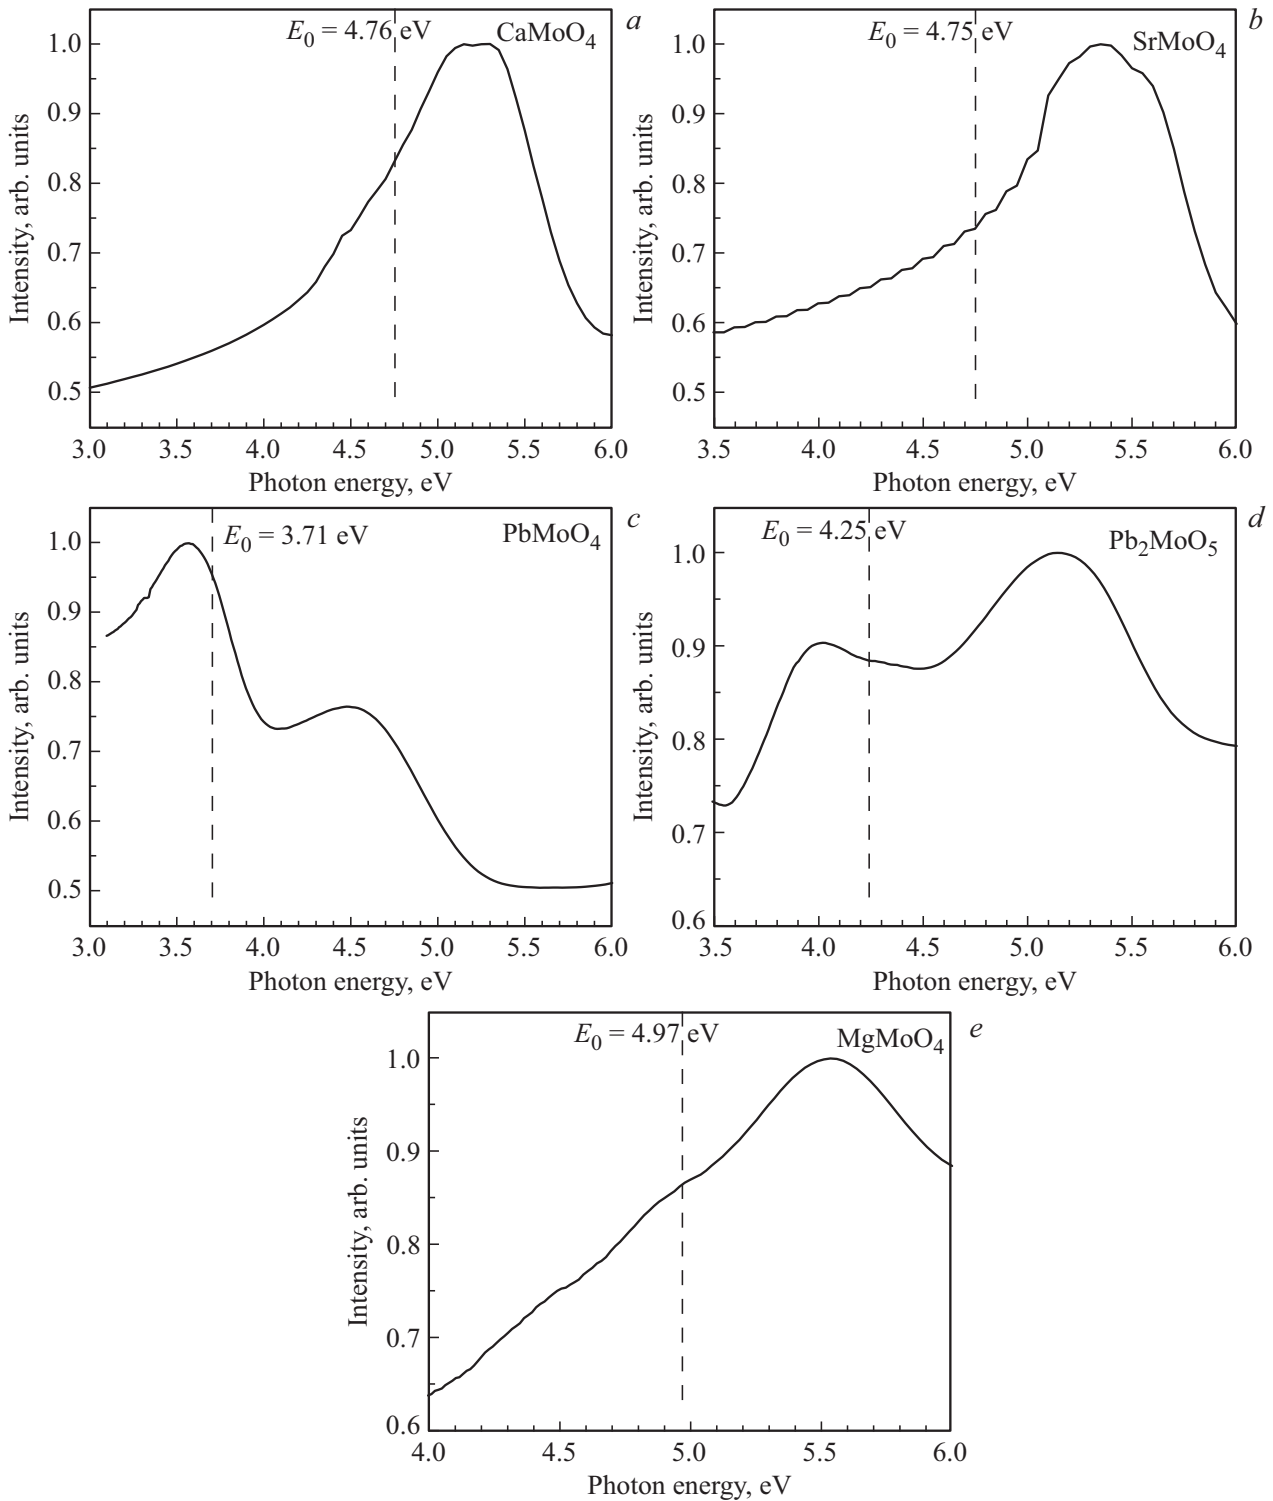 E0 = 4.76 eV
CaMoO4
a
1.0
0.9
0.8
0.7
0.6
0.5
Intensity, arb. units
3.0 3.5 4.0 4.5 5.0 5.5 6.0
Photon energy, eV
E0 = 4.75 eV
SrMoO4
b
1.0
0.9
0.8
0.7
0.6
0.5
Intensity, arb. units
3.5 4.0 4.5 5.0 5.5 6.0
Photon energy, eV
E0 = 3.71 eV
PbMoO4
c
1.0
0.9
0.8
0.7
0.6
0.5
Intensity, arb. units
3.0 3.5 4.0 4.5 5.0 5.5 6.0
Photon energy, eV
E0 = 4.25 eV
Pb2MoO5
d
1.0
0.9
0.8
0.7
0.6
Intensity, arb. units
3.5 4.0 4.5 5.0 5.5 6.0
Photon energy, eV
E0 = 4.97 eV
MgMoO4
e
1.0
0.9
0.8
0.7
0.6
Intensity, arb. units
4.0 4.5 5.0 5.5 6.0
Photon energy, eV